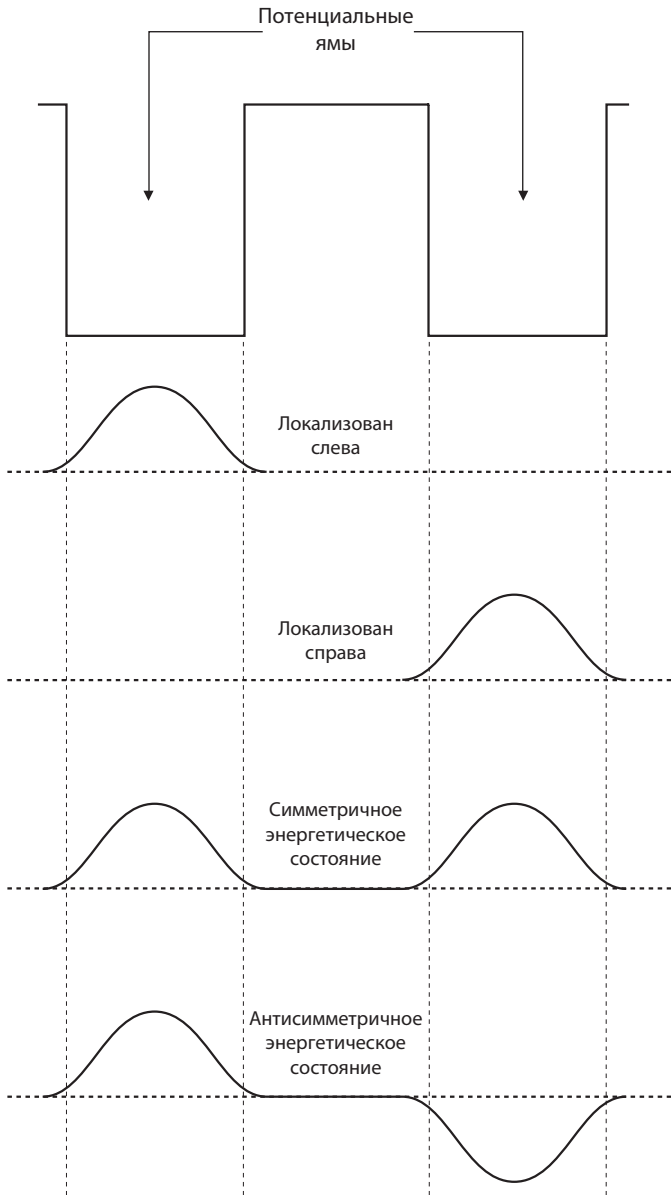 Потенциальные
ямы
Локализован
слева
Локализован
справа
Симметричное
энергетическое
состояние
Антисимметричное
энергетическое
состояние